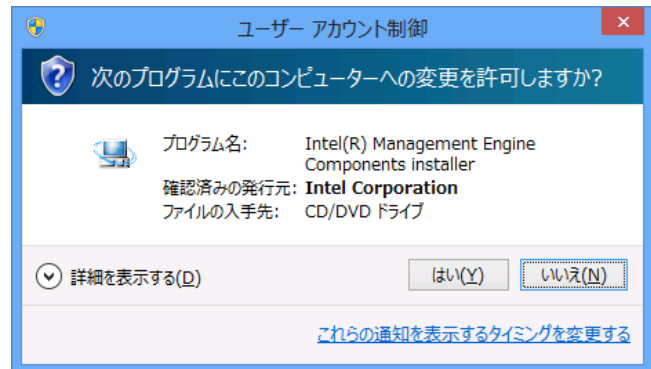 ユーザー アカウント制御
次のプログラムにこのコンピューターへの変更を許可しますか?
プログラム名: Intel(R) Management Engine
Components installer
確認済みの発行元: Intel Corporation
ファイルの入手先: CD/DVD ドライブ
詳細を表示する(D) はい(Y) いいえ(N)
これらの通知を表示するタイミングを変更する